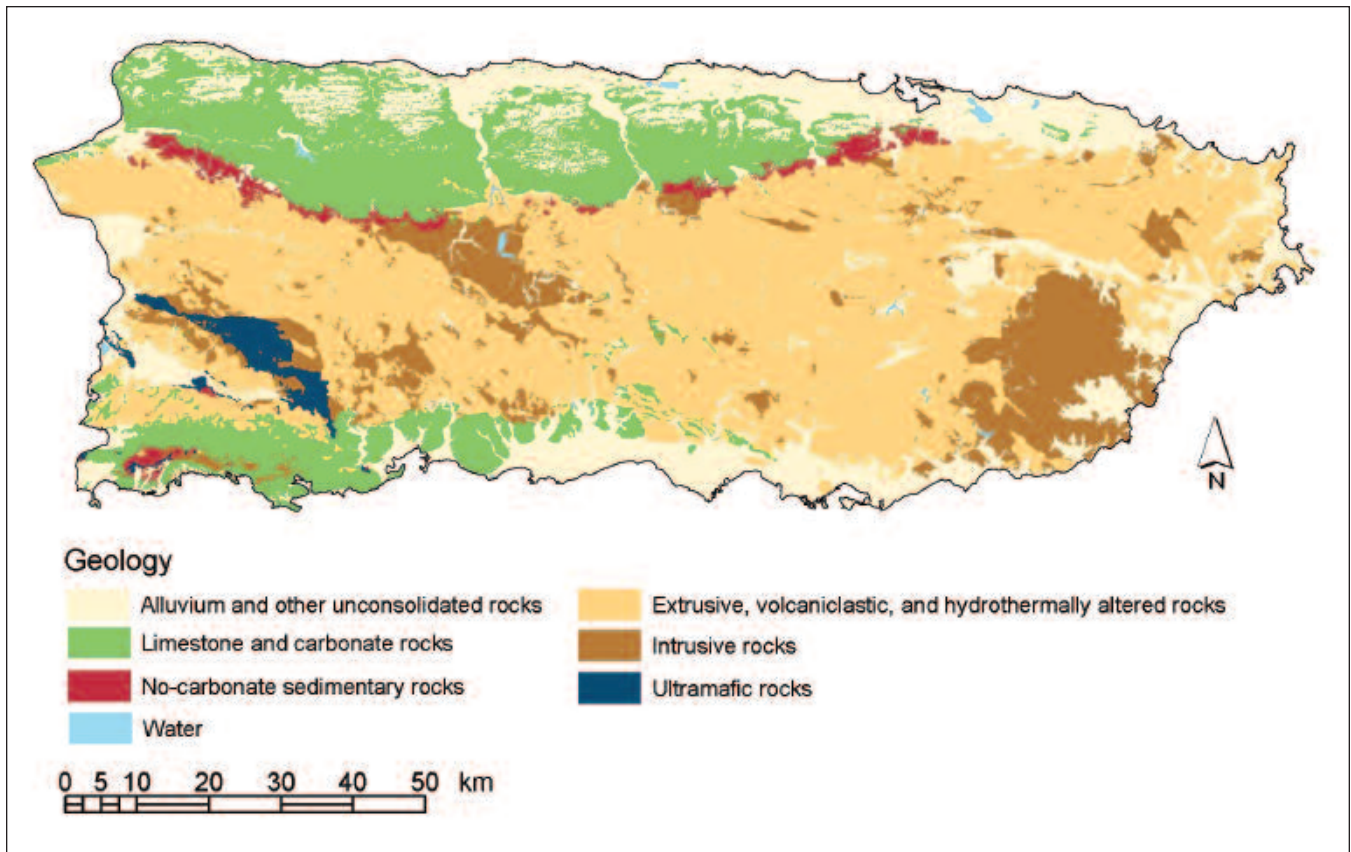 N
Geology
Alluvium and other unconsolidated rocks
Limestone and carbonate rocks
No-carbonate sedimentary rocks
Water
Extrusive, volcaniclastic, and hydrothermally altered rocks
Intrusive rocks
Ultramafic rocks
0 5 10 20 30 40 50 km